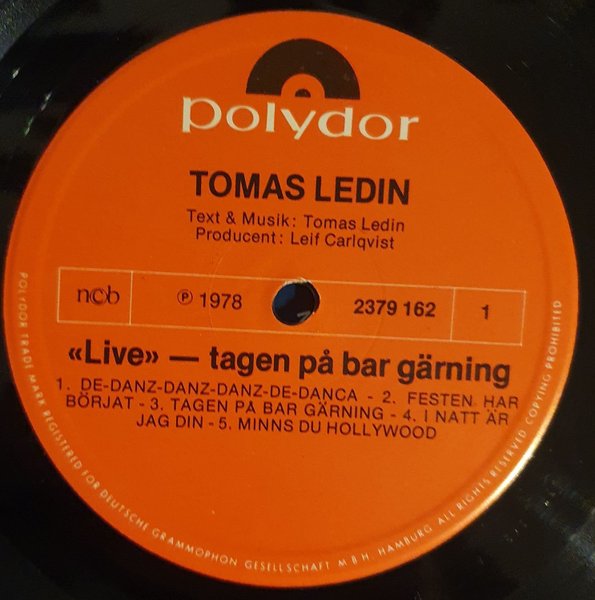 polydor
TOMAS LEDIN
Text & Musik: Tomas Ledin
Producent: Leif Carlqvist
ncb
℗ 1978
2379 162
1
«Live» — tagen på bar gärning
1. DE-DANZ-DANZ-DANZ-DE-DANCA - 2. FESTEN HAR
BÖRJAT - 3. TAGEN PÅ BAR GÄRNING - 4. I NATT ÄR
JAG DIN - 5. MINNS DU HOLLYWOOD
POLYDOR TRADE MARK REGISTERED FOR DEUTSCHE GRAMMOPHON GESELLSCHAFT M·B·H. HAMBURG ALL RIGHTS RESERVED COPYING PROHIBITED